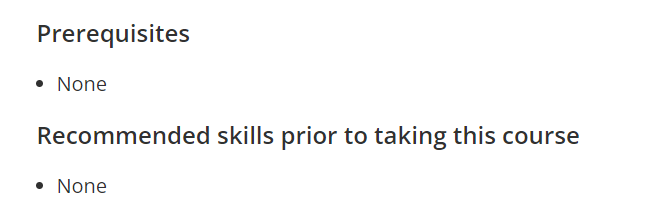 Prerequisites
• None
Recommended skills prior to taking this course
• None